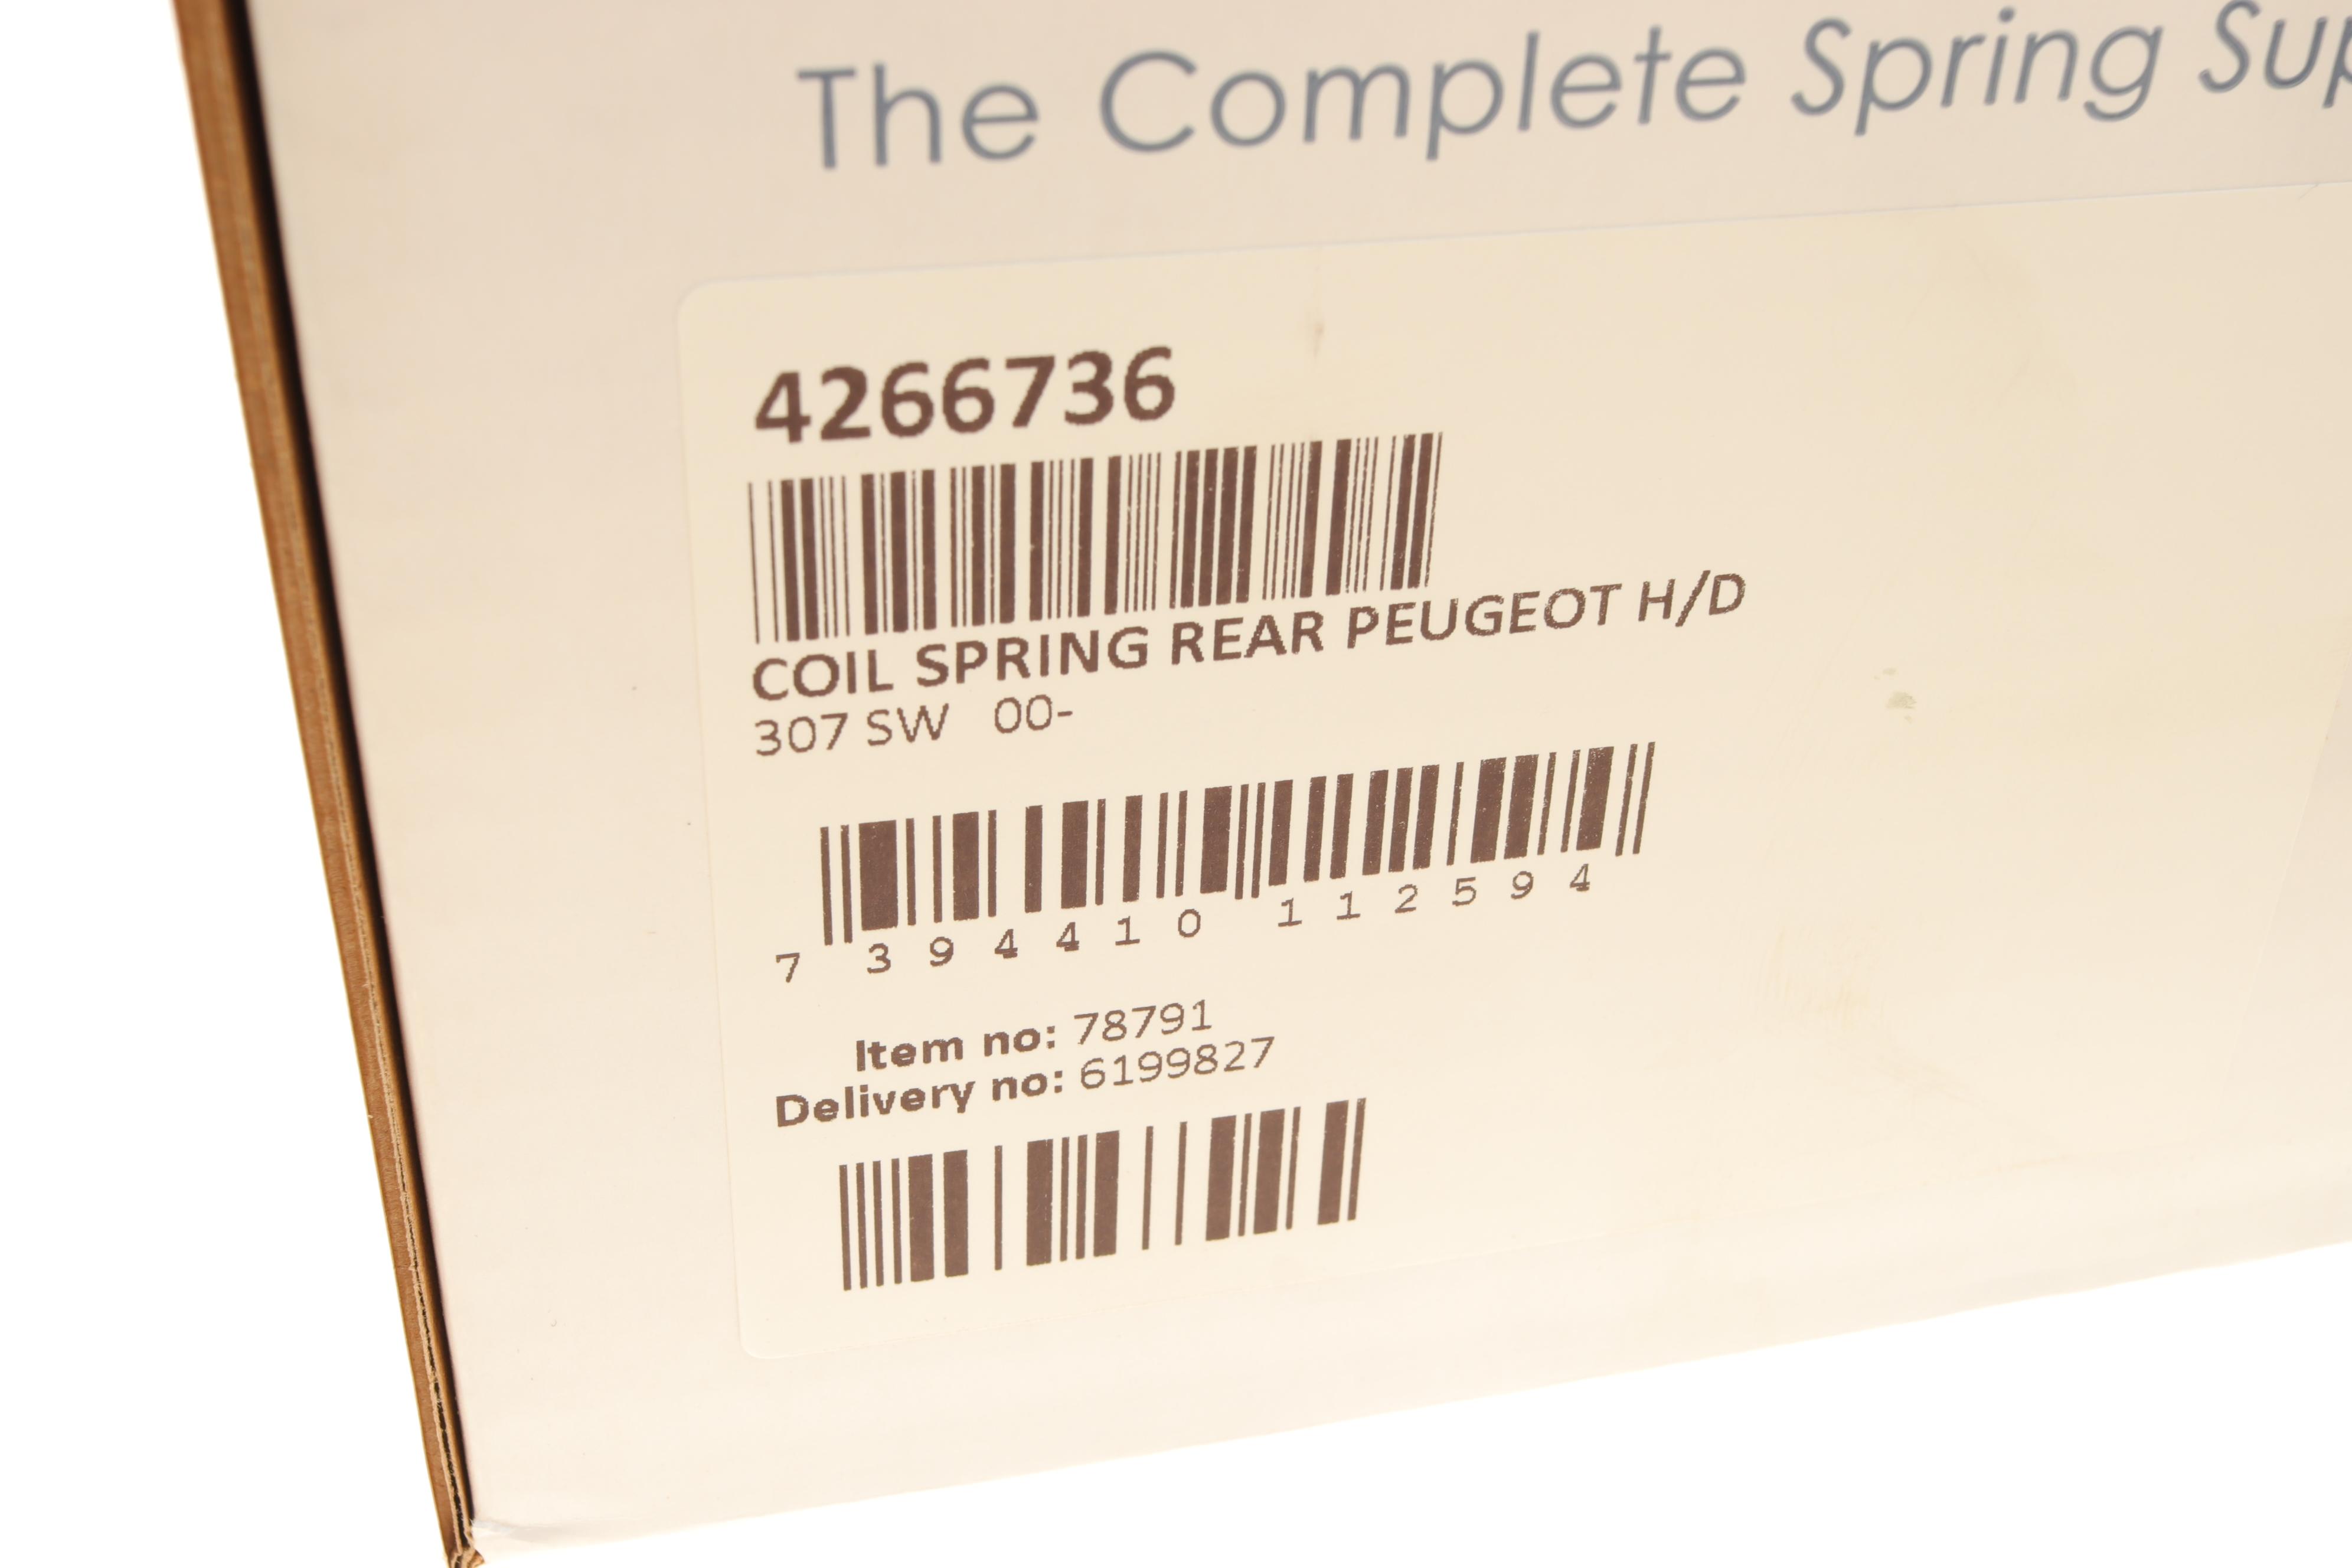 The Complete Spring
4266736
COIL SPRING REAR PEUGEOT H/D
307 SW 00-
7 394410 112594
Item no: 78791
Delivery no: 6199827